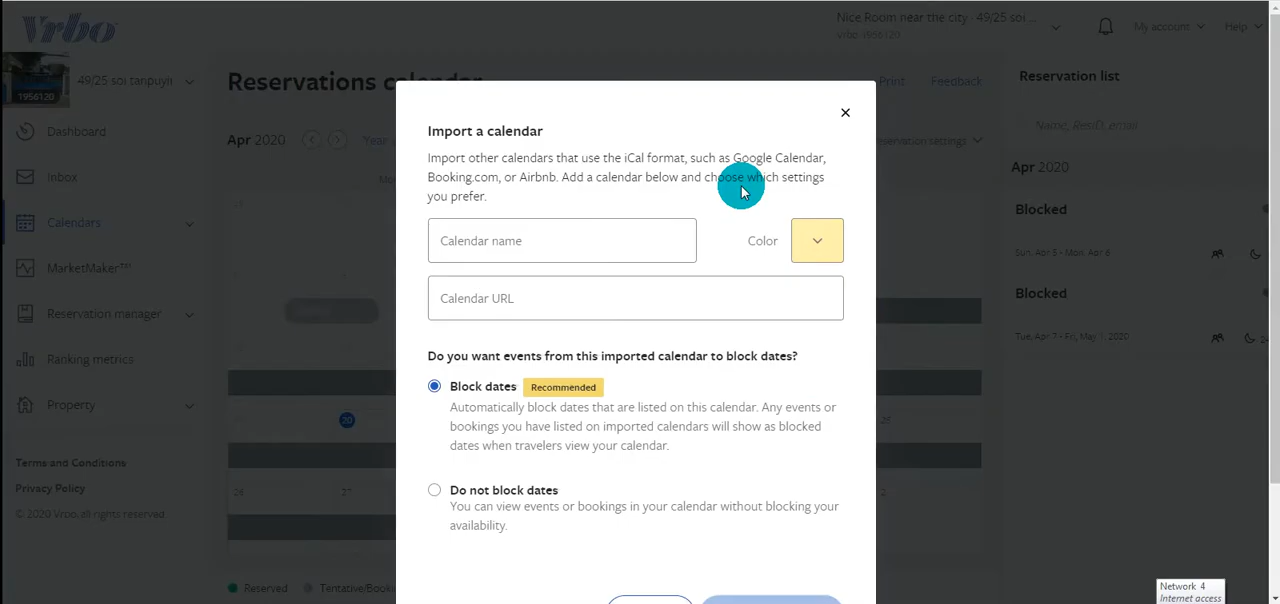 Vrbo
Nice Room near the city · 49/25 soi ...
Vrbo 1956120
My account
Help
1956120
49/25 soi tanpuyii
Dashboard
Inbox
Calendars
MarketMaker™
Reservation manager
Ranking metrics
Property
Terms and Conditions
Privacy Policy
© 2020 Vrbo, all rights reserved
Reservations calendar
Print
Feedback
Apr 2020
Year
reservation settings
20
25
26
27
2
Reserved
Import a calendar
Import other calendars that use the iCal format, such as Google Calendar,
Booking.com, or Airbnb. Add a calendar below and choose which settings
you prefer.
Calendar name
Color
Calendar URL
Do you want events from this imported calendar to block dates?
Block dates
Recommended
Automatically block dates that are listed on this calendar. Any events or
bookings you have listed on imported calendars will show as blocked
dates when travelers view your calendar.
Do not block dates
You can view events or bookings in your calendar without blocking your
availability.
Reservation list
Name, ResID, email
Apr 2020
Blocked
Sun, Apr 5 - Mon, Apr 6
Blocked
Tue, Apr 7 - Fri, May 1, 2020
Network 4
Internet access